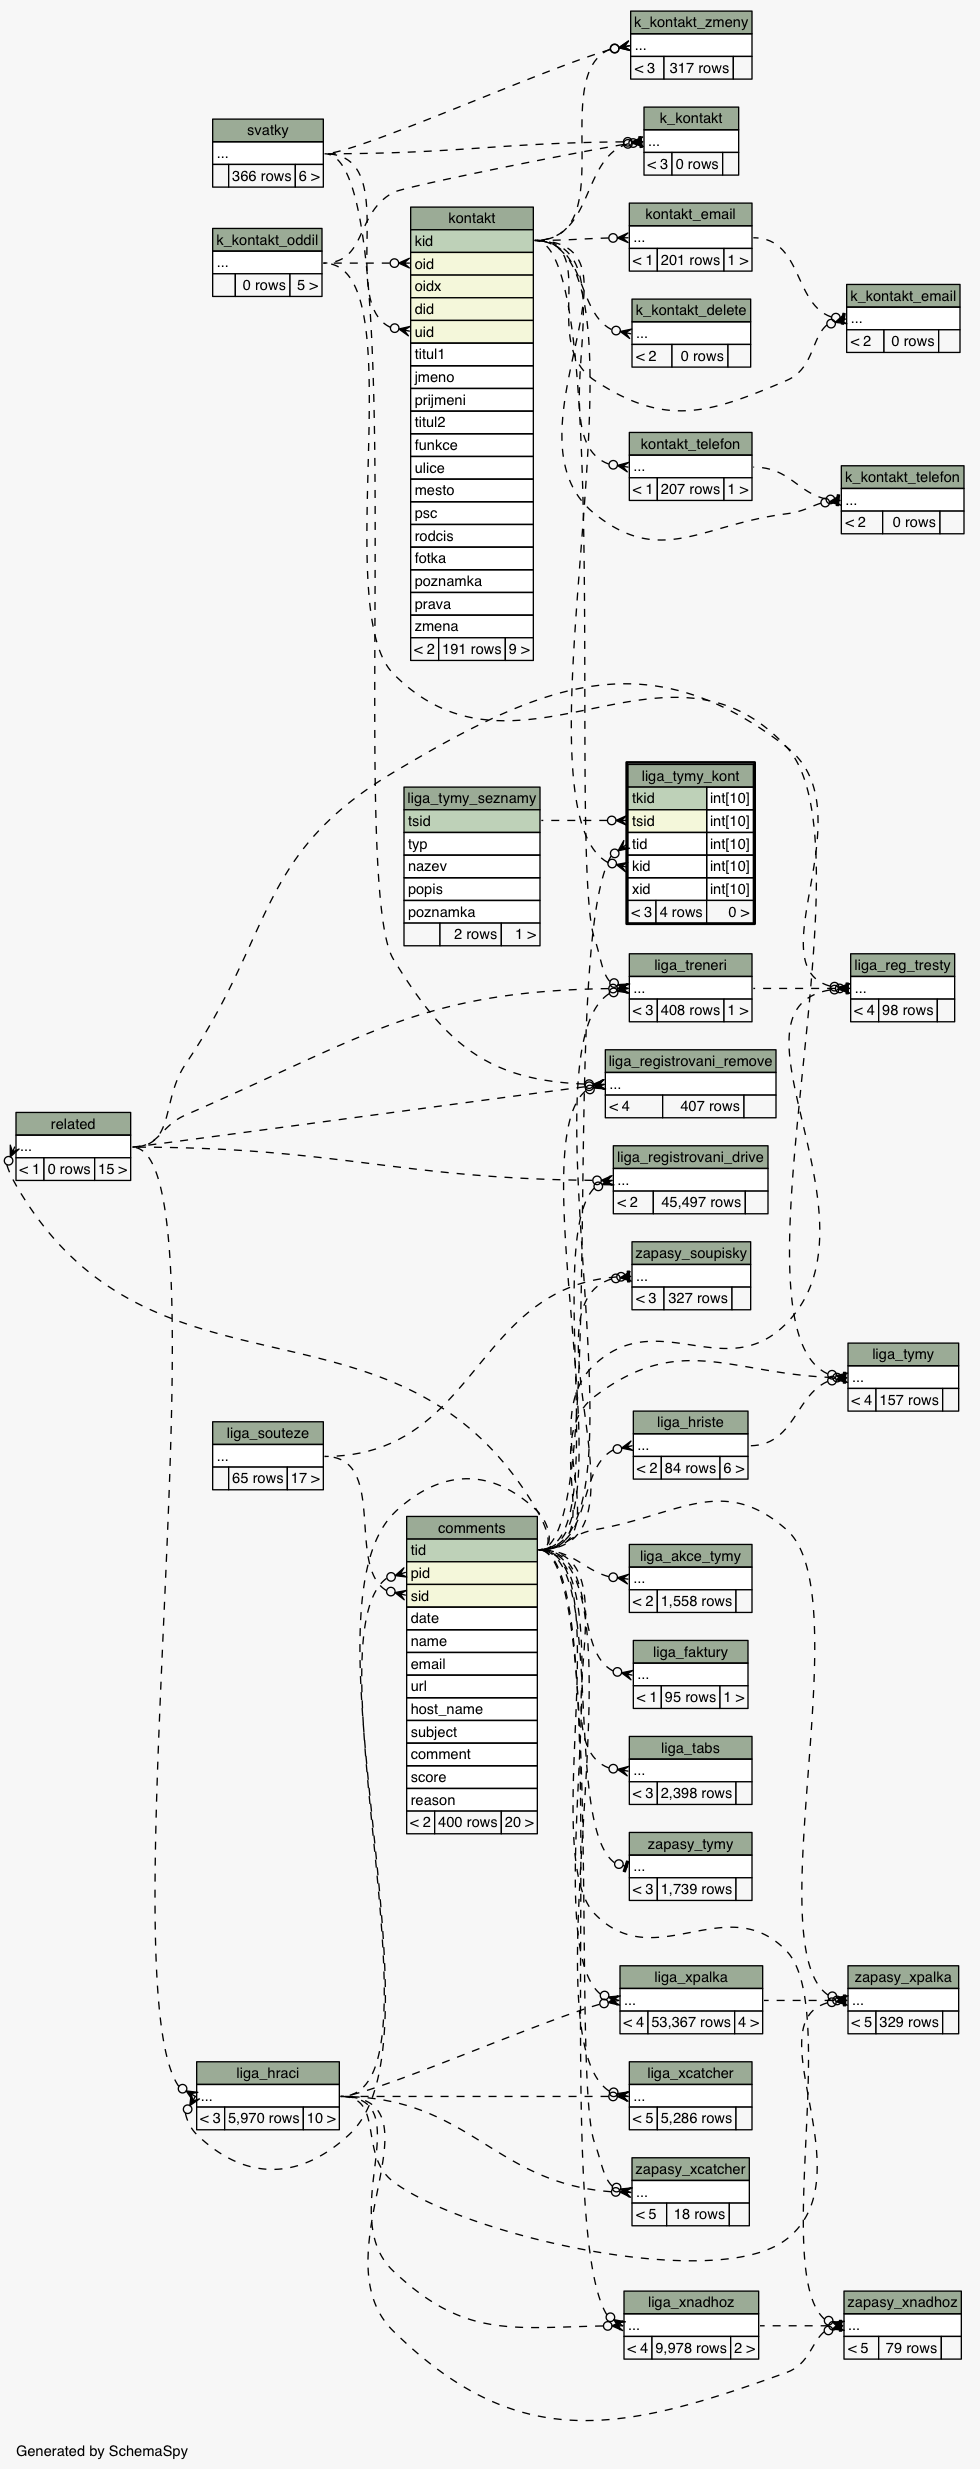 k_kontakt_zmeny
...
< 3 317 rows
k_kontakt
...
< 3 0 rows
svatky
...
366 rows 6 >
kontakt_email
...
< 1 201 rows 1 >
kontakt
kid
oid
oidx
did
uid
titul1
jmeno
prijmeni
titul2
funkce
ulice
mesto
psc
rodcis
fotka
poznamka
prava
zmena
< 2 191 rows 9 >
k_kontakt_oddil
...
0 rows 5 >
k_kontakt_email
...
< 2 0 rows
k_kontakt_delete
...
< 2 0 rows
kontakt_telefon
...
< 1 207 rows 1 >
k_kontakt_telefon
...
< 2 0 rows
liga_tymy_kont
tkid int[10]
tsid int[10]
tid int[10]
kid int[10]
xid int[10]
< 3 4 rows 0 >
liga_tymy_seznamy
tsid
typ
nazev
popis
poznamka
2 rows 1 >
liga_treneri
...
< 3 408 rows 1 >
liga_reg_tresty
...
< 4 98 rows
liga_registrovani_remove
...
< 4 407 rows
related
...
< 1 0 rows 15 >
liga_registrovani_drive
...
< 2 45,497 rows
zapasy_soupisky
...
< 3 327 rows
liga_tymy
...
< 4 157 rows
liga_hriste
...
< 2 84 rows 6 >
liga_souteze
...
65 rows 17 >
comments
tid
pid
sid
date
name
email
url
host_name
subject
comment
score
reason
< 2 400 rows 20 >
liga_akce_tymy
...
< 2 1,558 rows
liga_faktury
...
< 1 95 rows 1 >
liga_tabs
...
< 3 2,398 rows
zapasy_tymy
...
< 3 1,739 rows
liga_xpalka
...
< 4 53,367 rows 4 >
zapasy_xpalka
...
< 5 329 rows
liga_hraci
...
< 3 5,970 rows 10 >
liga_xcatcher
...
< 5 5,286 rows
zapasy_xcatcher
...
< 5 18 rows
liga_xnadhoz
...
< 4 9,978 rows 2 >
zapasy_xnadhoz
...
< 5 79 rows
Generated by SchemaSpy